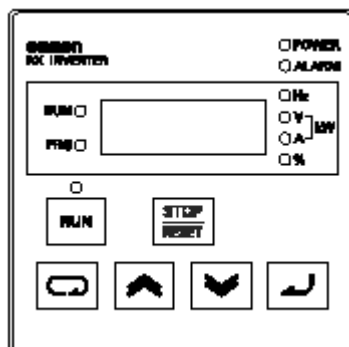 omron
RX INVERTER
POWER
ALARM
RUN
PRG
Hz
V
A
kW
%
RUN
STOP
RESET